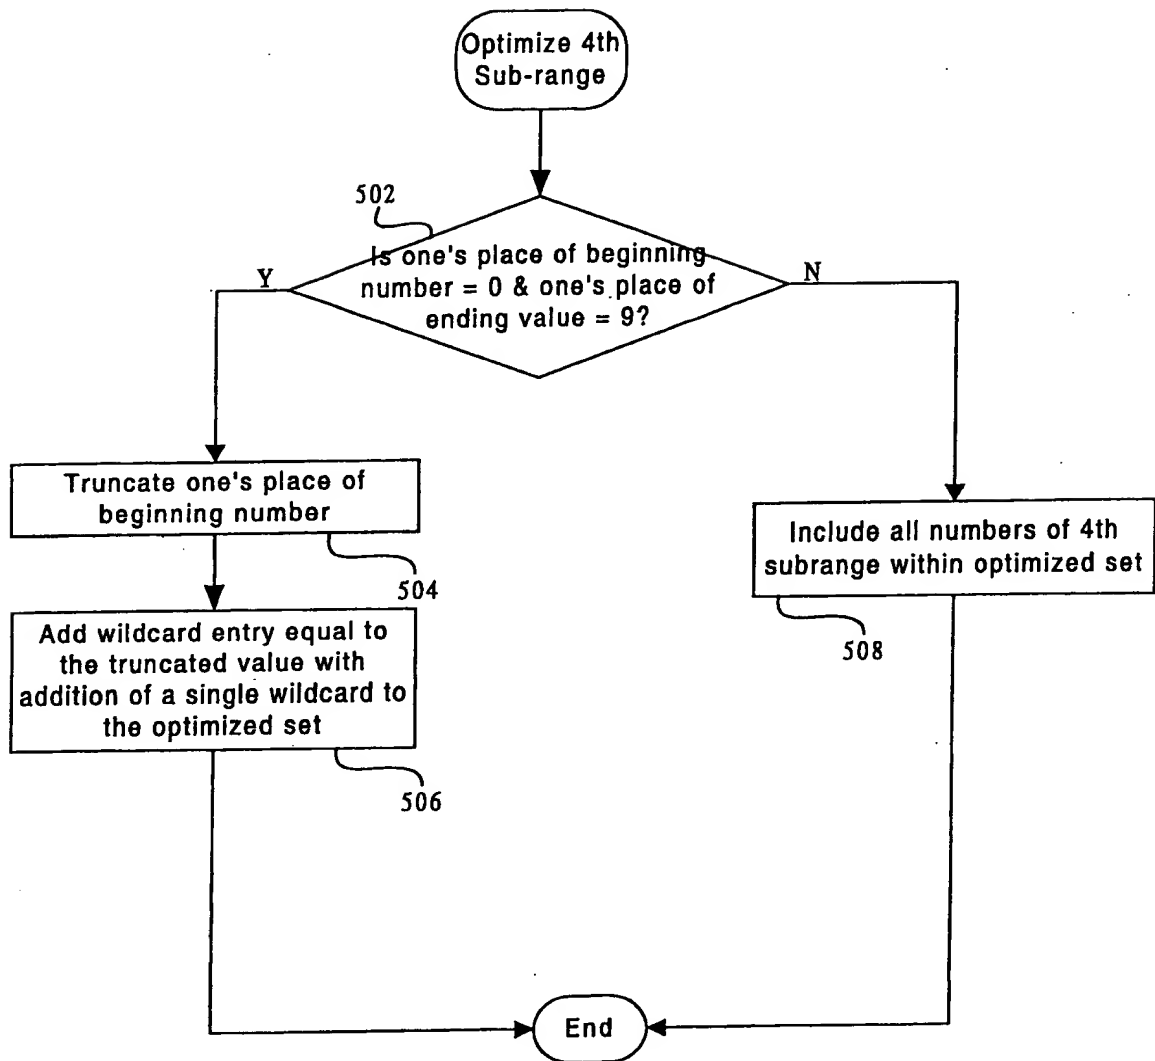 Optimize 4th
Sub-range
502
Is one's place of beginning
number = 0 & one's place of
ending value = 9?
Y
N
Truncate one's place of
beginning number
504
Add wildcard entry equal to
the truncated value with
addition of a single wildcard to
the optimized set
506
Include all numbers of 4th
subrange within optimized set
508
End